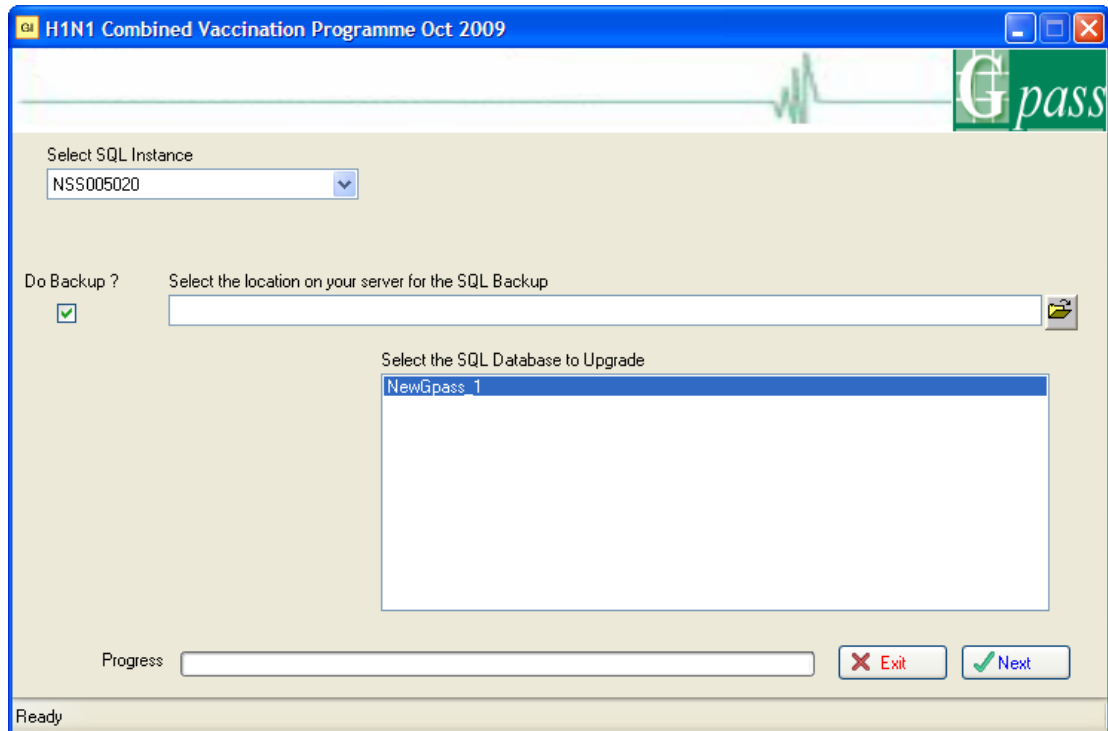 GI H1N1 Combined Vaccination Programme Oct 2009
Gpass
Select SQL Instance
NSS005020
Do Backup ? Select the location on your server for the SQL Backup
Select the SQL Database to Upgrade
NewGpass_1
Progress Exit Next
Ready